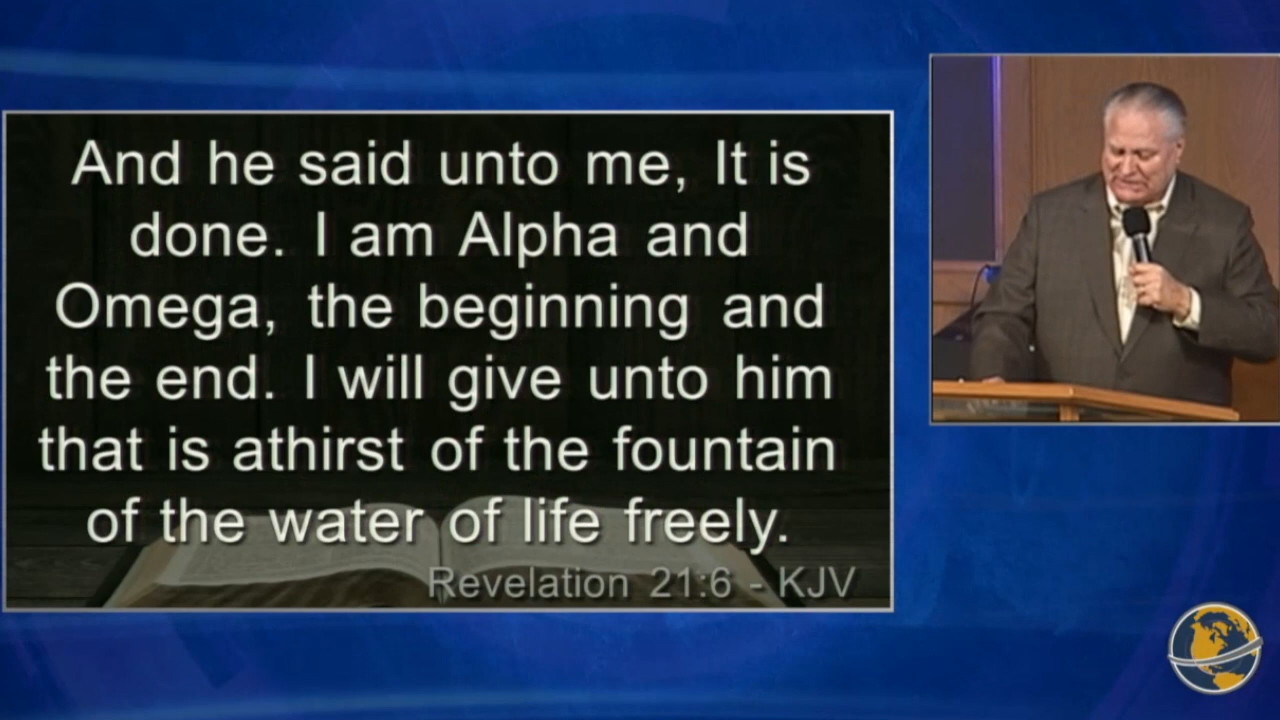 And he said unto me, It is
done. I am Alpha and
Omega, the beginning and
the end. I will give unto him
that is athirst of the fountain
of the water of life freely.
Revelation 21:6 - KJV